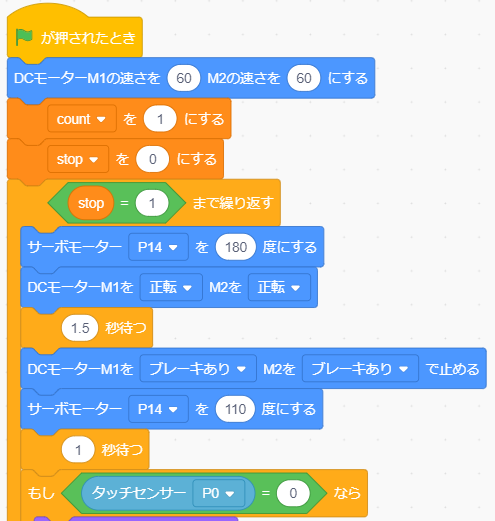 が押されたとき
DCモーターM1の速さを 60 M2の速さを 60 にする
count を 1 にする
stop を 0 にする
stop = 1 まで繰り返す
サーボモーター P14 を 180 度にする
DCモーターM1を 正転 M2を 正転
1.5 秒待つ
DCモーターM1を ブレーキあり M2を ブレーキあり で止める
サーボモーター P14 を 110 度にする
1 秒待つ
もし タッチセンサー P0 = 0 なら